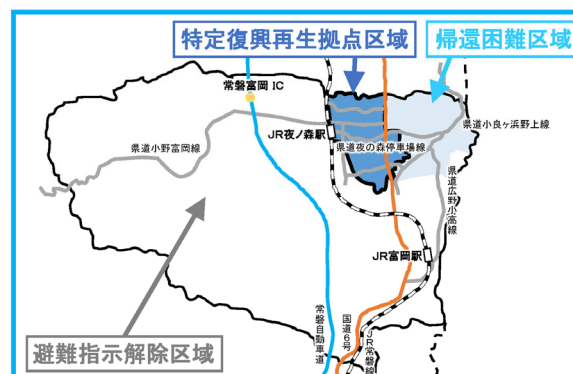 特定復興再生拠点区域
帰還困難区域
常磐富岡IC
JR夜ノ森駅
県道小良ヶ浜野上線
県道小野富岡線
県道夜の森停車場線
県道広野小高線
JR富岡駅
避難指示解除区域
常磐自動車道
国道6号
JR常磐線